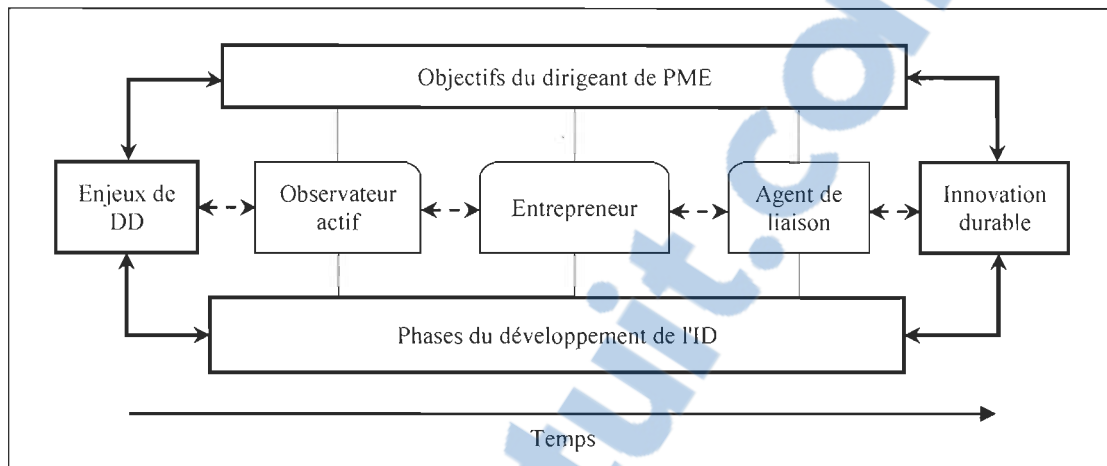 Objectifs du dirigeant de PME
Enjeux de
DD
Observateur
actif
Entrepreneur
Agent de
liaison
Innovation
durable
Phases du développement de l'ID
Temps